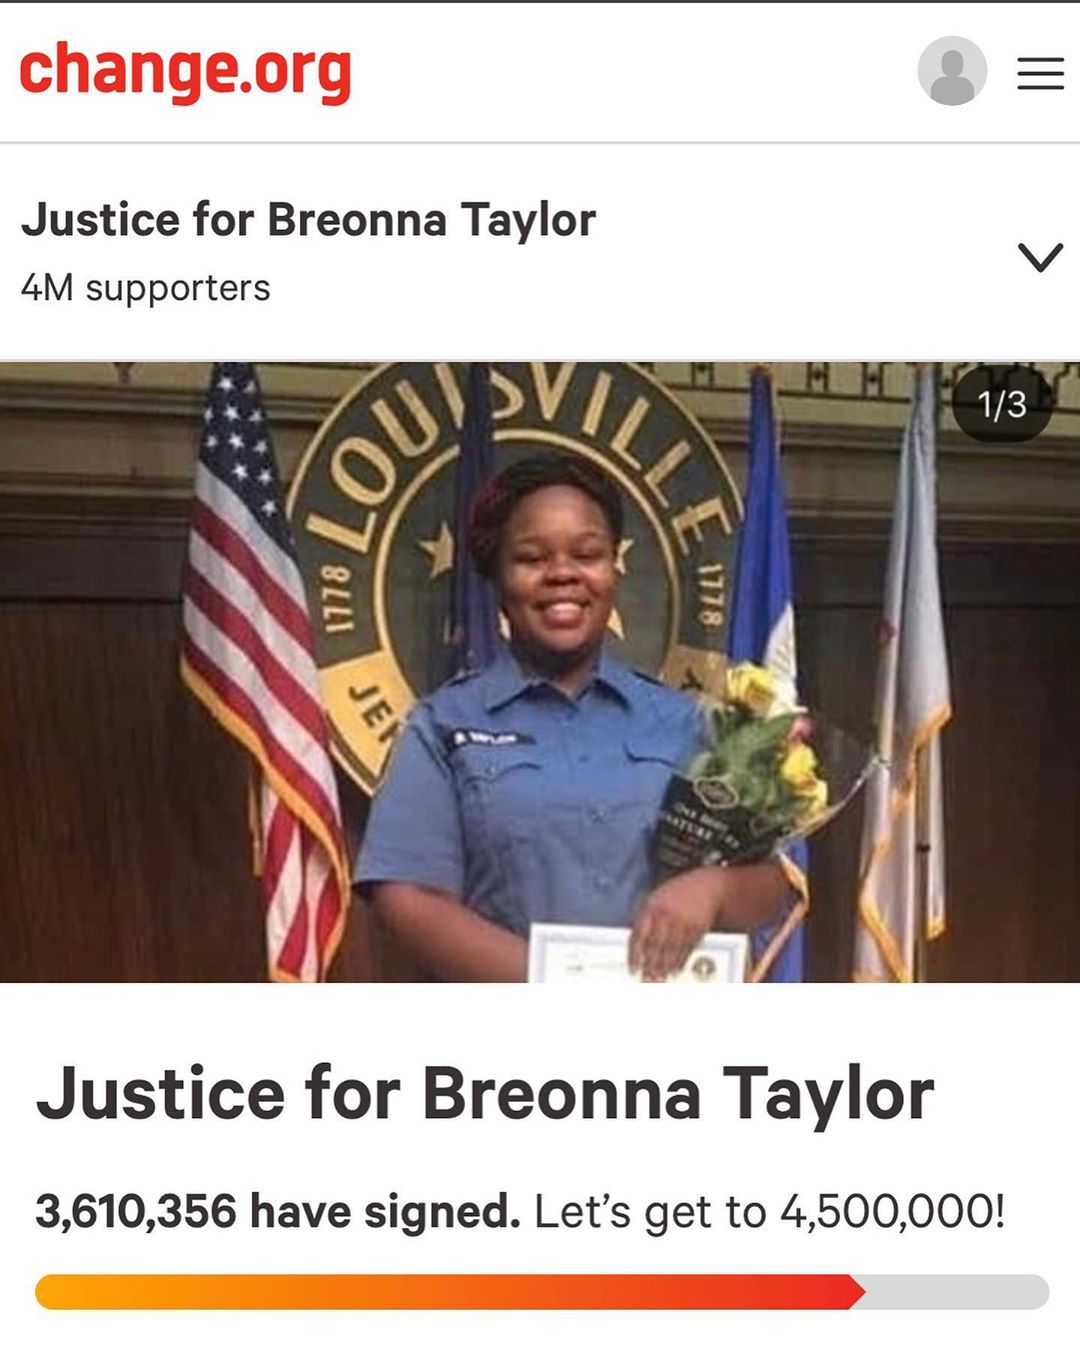 change.org
Justice for Breonna Taylor
4M supporters
1/3
LOUISVILLE
1778
1778
JEF
Justice for Breonna Taylor
3,610,356 have signed. Let’s get to 4,500,000!